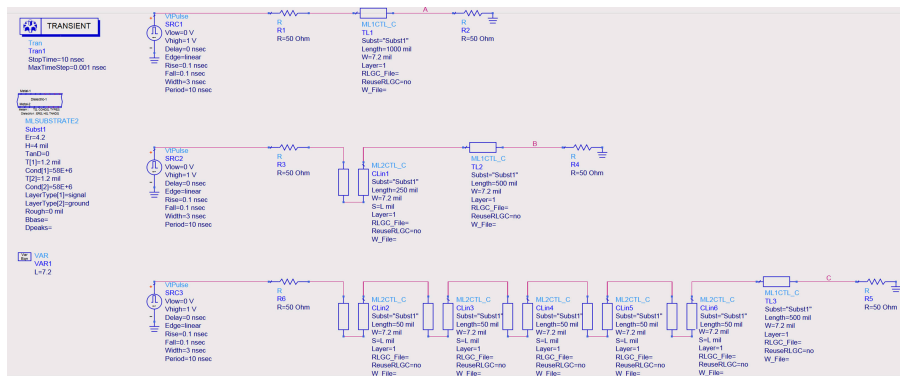 A
TRANSIENT
Tran
Tran1
StopTime=10 nsec
MaxTimeStep=0.001 nsec
VtPulse
SRC1
Vlow=0 V
Vhigh=1 V
Delay=0 nsec
Edge=linear
Rise=0.1 nsec
Fall=0.1 nsec
Width=3 nsec
Period=10 nsec
R
R1
R=50 Ohm
ML1CTL_C
TL1
Subst="Subst1"
Length=1000 mil
W=7.2 mil
Layer=1
RLGC_File=
ReuseRLGC=no
W_File=
R
R2
R=50 Ohm
MLSUBSTRATE2
Subst1
Er=4.2
H=4 mil
TanD=0
T[1]=1.2 mil
Cond[1]=58E+6
T[2]=1.2 mil
Cond[2]=58E+6
LayerType[1]=signal
LayerType[2]=ground
Rough=0 mil
Bbase=
Dpeaks=
VtPulse
SRC2
Vlow=0 V
Vhigh=1 V
Delay=0 nsec
Edge=linear
Rise=0.1 nsec
Fall=0.1 nsec
Width=3 nsec
Period=10 nsec
R
R3
R=50 Ohm
ML2CTL_C
CLin1
Subst="Subst1"
Length=250 mil
W=7.2 mil
S=L mil
Layer=1
RLGC_File=
ReuseRLGC=no
W_File=
ML1CTL_C
TL2
Subst="Subst1"
Length=500 mil
W=7.2 mil
Layer=1
RLGC_File=
ReuseRLGC=no
W_File=
B
R
R4
R=50 Ohm
Var
Eqn
VAR
VAR1
L=7.2
VtPulse
SRC3
Vlow=0 V
Vhigh=1 V
Delay=0 nsec
Edge=linear
Rise=0.1 nsec
Fall=0.1 nsec
Width=3 nsec
Period=10 nsec
R
R6
R=50 Ohm
ML2CTL_C
CLin2
Subst="Subst1"
Length=50 mil
W=7.2 mil
S=L mil
Layer=1
RLGC_File=
ReuseRLGC=no
W_File=
ML2CTL_C
CLin3
Subst="Subst1"
Length=50 mil
W=7.2 mil
S=L mil
Layer=1
RLGC_File=
ReuseRLGC=no
W_File=
ML2CTL_C
CLin4
Subst="Subst1"
Length=50 mil
W=7.2 mil
S=L mil
Layer=1
RLGC_File=
ReuseRLGC=no
W_File=
ML2CTL_C
CLin5
Subst="Subst1"
Length=50 mil
W=7.2 mil
S=L mil
Layer=1
RLGC_File=
ReuseRLGC=no
W_File=
ML2CTL_C
CLin6
Subst="Subst1"
Length=50 mil
W=7.2 mil
S=L mil
Layer=1
RLGC_File=
ReuseRLGC=no
W_File=
ML1CTL_C
TL3
Subst="Subst1"
Length=500 mil
W=7.2 mil
Layer=1
RLGC_File=
ReuseRLGC=no
W_File=
C
R
R5
R=50 Ohm